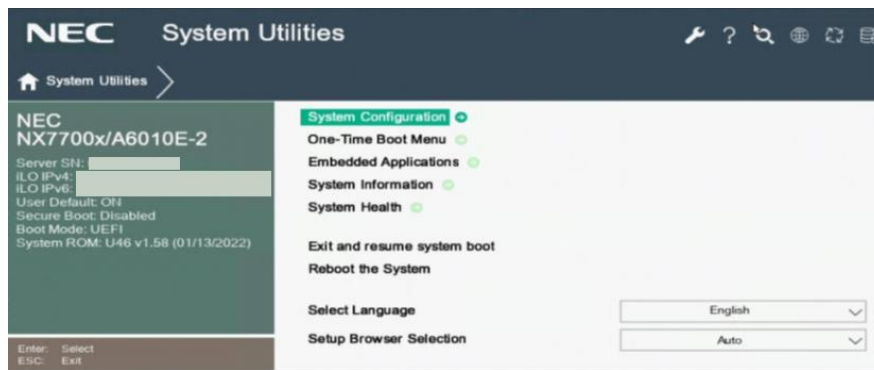 NEC System Utilities
System Utilities
NEC
NX7700x/A6010E-2
Server SN:
iLO IPv4:
iLO IPv6:
User Default: ON
Secure Boot: Disabled
Boot Mode: UEFI
System ROM: U46 v1.58 (01/13/2022)
Enter: Select
ESC: Exit
System Configuration
One-Time Boot Menu
Embedded Applications
System Information
System Health
Exit and resume system boot
Reboot the System
Select Language English
Setup Browser Selection Auto